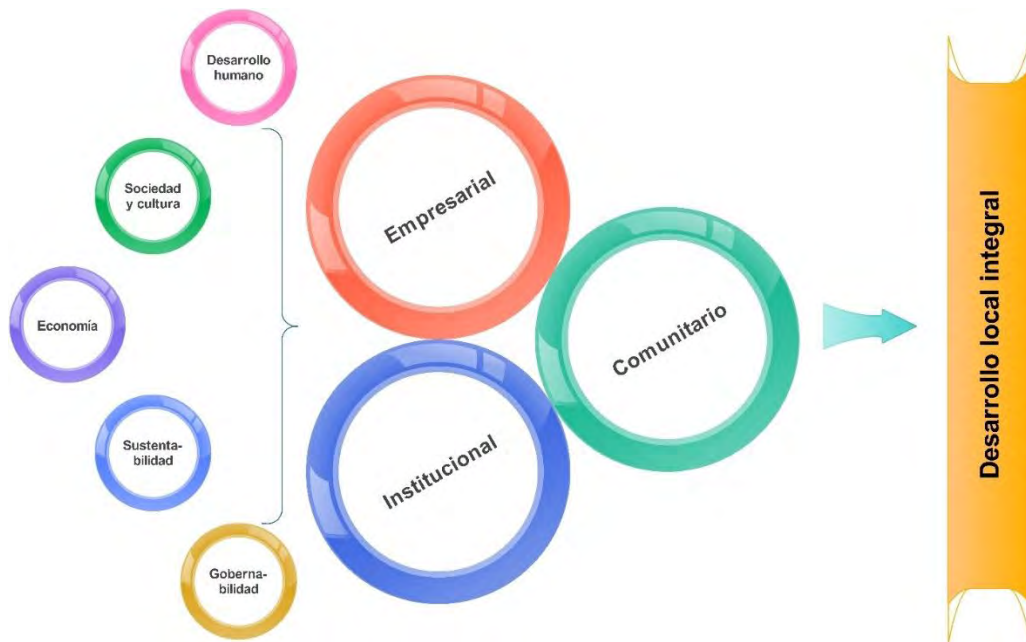 Desarrollo
humano
Sociedad
y cultura
Economía
Sustenta-
bilidad
Goberna-
bilidad
Empresarial
Institucional
Comunitario
Desarrollo local integral